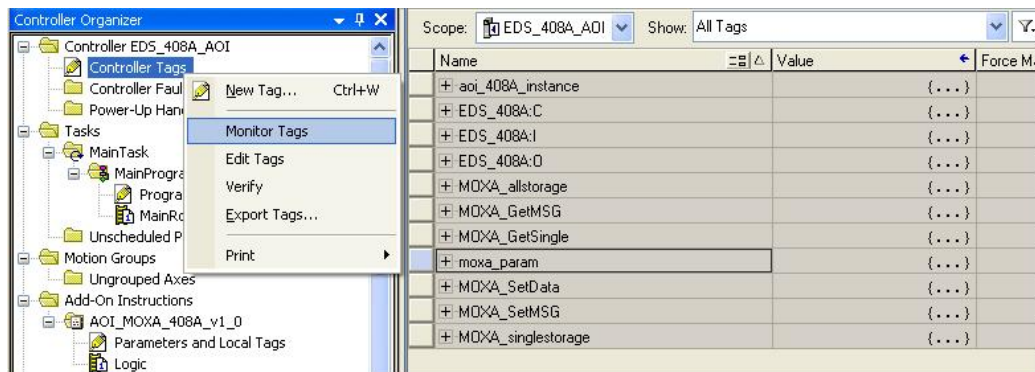 Controller Organizer
Controller EDS_408A_AOI
Controller Tags
Controller Faul
Power-Up Han
Tasks
MainTask
MainProgra
Progra
MainRo
Unscheduled P
Motion Groups
Ungrouped Axes
Add-On Instructions
AOI_MOXA_408A_v1_0
Parameters and Local Tags
Logic
New Tag... Ctrl+W
Monitor Tags
Edit Tags
Verify
Export Tags...
Print
Scope: EDS_408A_AOI Show: All Tags
Name Value Force M
aoi_408A_instance {...}
EDS_408A:C {...}
EDS_408A:I {...}
EDS_408A:O {...}
MOXA_allstorage {...}
MOXA_GetMSG {...}
MOXA_GetSingle {...}
moxa_param {...}
MOXA_SetData {...}
MOXA_SetMSG {...}
MOXA_singlestorage {...}